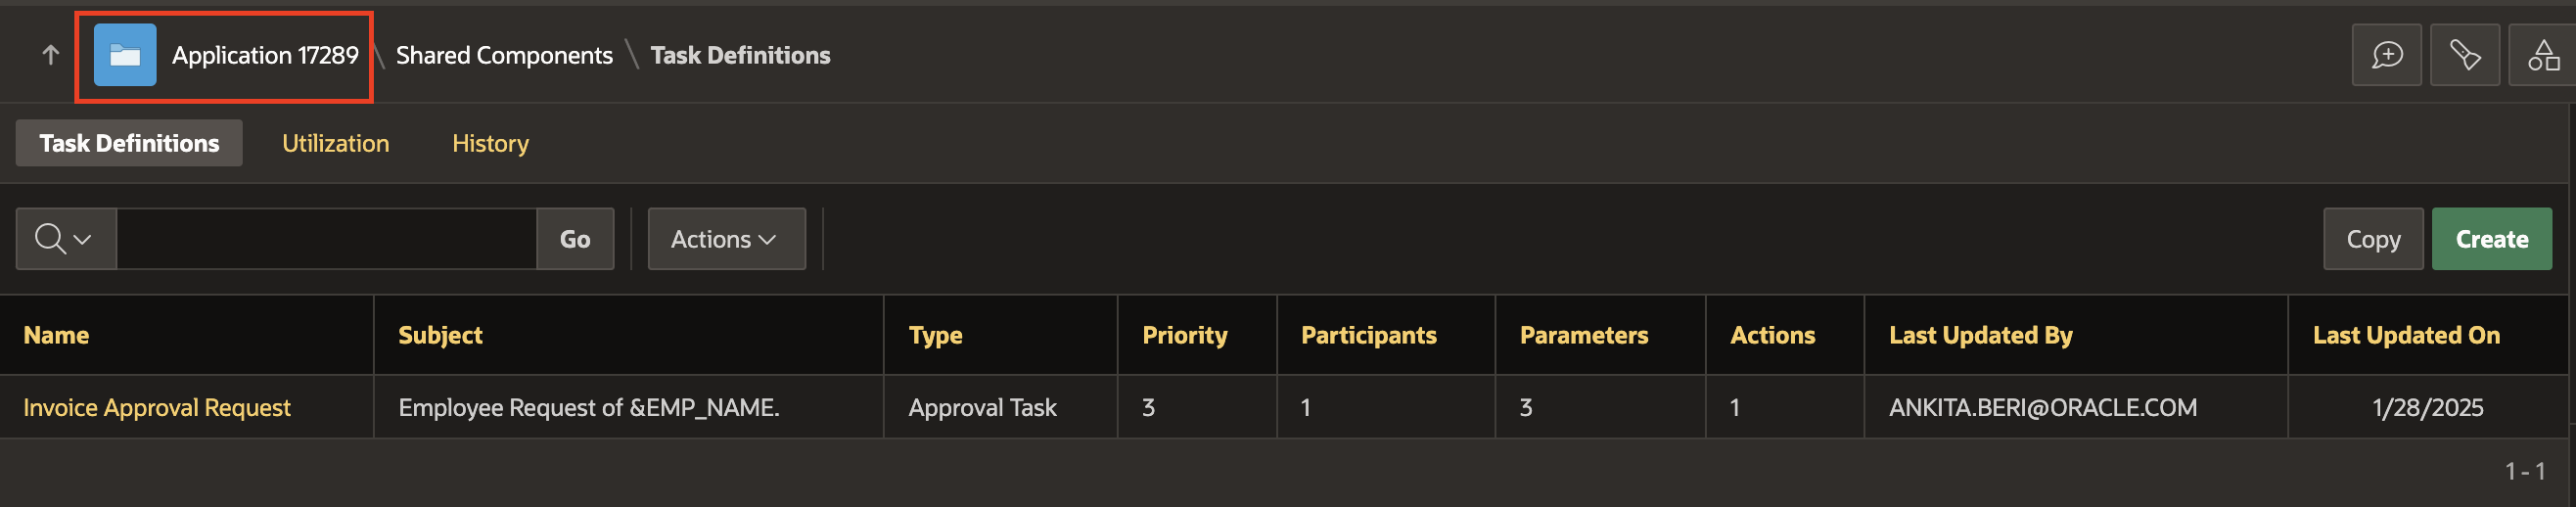 Application 17289 \ Shared Components \ Task Definitions
Task Definitions Utilization History
Go Actions Copy Create
Name Subject Type Priority Participants Parameters Actions Last Updated By Last Updated On
Invoice Approval Request Employee Request of &EMP_NAME. Approval Task 3 1 3 1 ANKITA.BERI@ORACLE.COM 1/28/2025
1 - 1